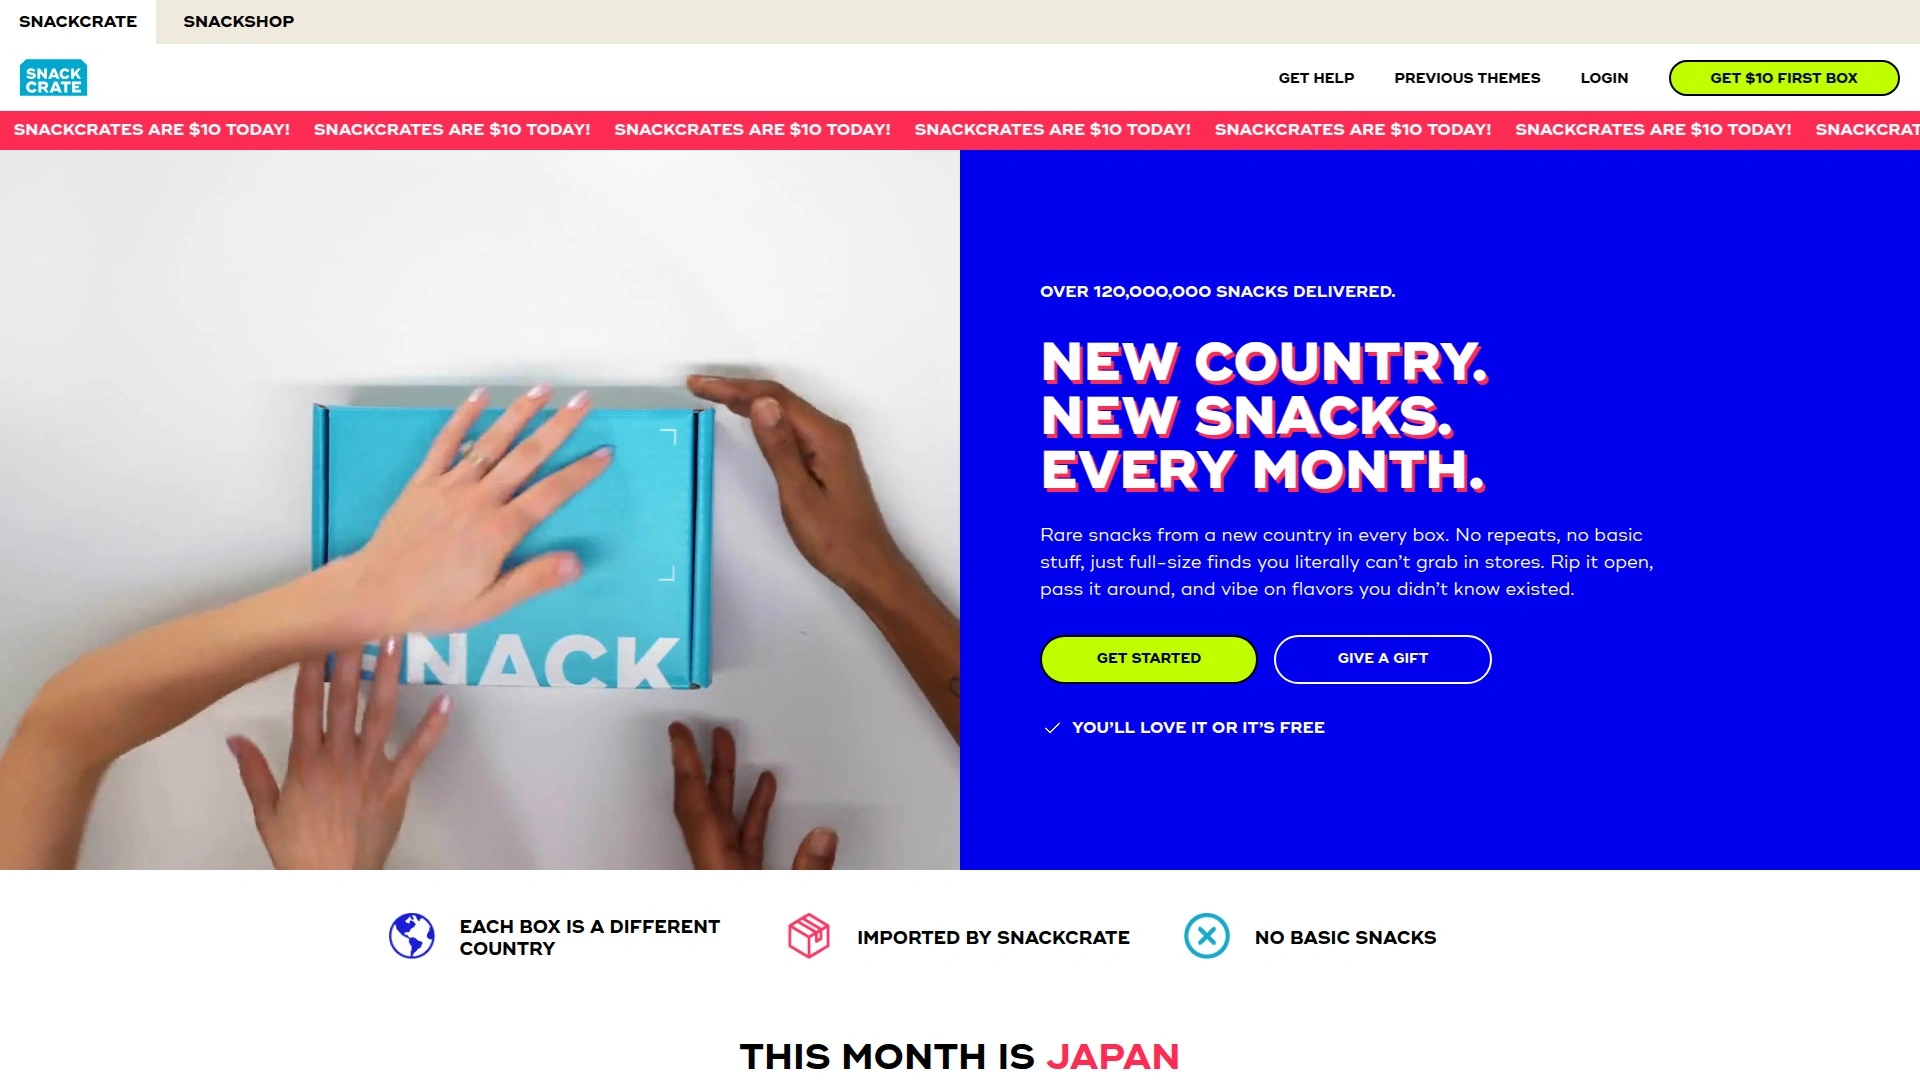 SNACKCRATE
SNACKSHOP
SNACK
CRATE
GET HELP
PREVIOUS THEMES
LOGIN
GET $10 FIRST BOX
SNACKCRATES ARE $10 TODAY! SNACKCRATES ARE $10 TODAY! SNACKCRATES ARE $10 TODAY! SNACKCRATES ARE $10 TODAY! SNACKCRATES ARE $10 TODAY! SNACKCRATES ARE $10 TODAY! SNACKCRAT
SNACK
OVER 120,000,000 SNACKS DELIVERED.
NEW COUNTRY.
NEW SNACKS.
EVERY MONTH.
Rare snacks from a new country in every box. No repeats, no basic
stuff, just full-size finds you literally can’t grab in stores. Rip it open,
pass it around, and vibe on flavors you didn’t know existed.
GET STARTED
GIVE A GIFT
YOU’LL LOVE IT OR IT’S FREE
EACH BOX IS A DIFFERENT
COUNTRY
IMPORTED BY SNACKCRATE
NO BASIC SNACKS
THIS MONTH IS JAPAN